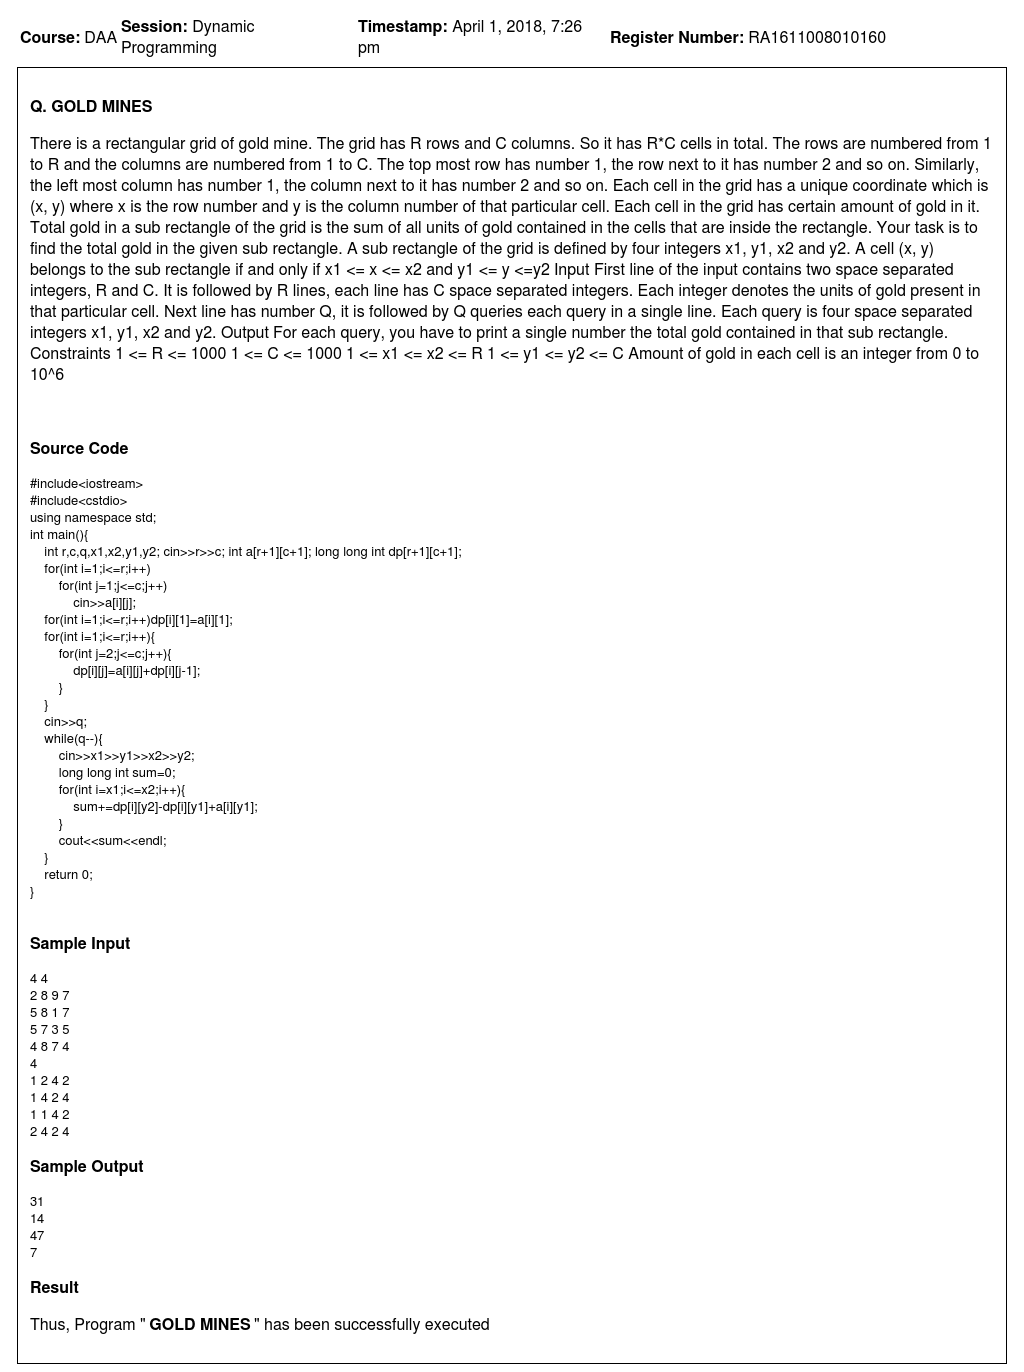 Course: DAA Session: Dynamic Programming Timestamp: April 1, 2018, 7:26 pm Register Number: RA1611008010160
Q. GOLD MINES
There is a rectangular grid of gold mine. The grid has R rows and C columns. So it has R*C cells in total. The rows are numbered from 1
to R and the columns are numbered from 1 to C. The top most row has number 1, the row next to it has number 2 and so on. Similarly,
the left most column has number 1, the column next to it has number 2 and so on. Each cell in the grid has a unique coordinate which is
(x, y) where x is the row number and y is the column number of that particular cell. Each cell in the grid has certain amount of gold in it.
Total gold in a sub rectangle of the grid is the sum of all units of gold contained in the cells that are inside the rectangle. Your task is to
find the total gold in the given sub rectangle. A sub rectangle of the grid is defined by four integers x1, y1, x2 and y2. A cell (x, y)
belongs to the sub rectangle if and only if x1 <= x <= x2 and y1 <= y <=y2 Input First line of the input contains two space separated
integers, R and C. It is followed by R lines, each line has C space separated integers. Each integer denotes the units of gold present in
that particular cell. Next line has number Q, it is followed by Q queries each query in a single line. Each query is four space separated
integers x1, y1, x2 and y2. Output For each query, you have to print a single number the total gold contained in that sub rectangle.
Constraints 1 <= R <= 1000 1 <= C <= 1000 1 <= x1 <= x2 <= R 1 <= y1 <= y2 <= C Amount of gold in each cell is an integer from 0 to
10^6
Source Code
#include<iostream>
#include<cstdio>
using namespace std;
int main(){
    int r,c,q,x1,x2,y1,y2; cin>>r>>c; int a[r+1][c+1]; long long int dp[r+1][c+1];
    for(int i=1;i<=r;i++)
        for(int j=1;j<=c;j++)
            cin>>a[i][j];
    for(int i=1;i<=r;i++)dp[i][1]=a[i][1];
    for(int i=1;i<=r;i++){
        for(int j=2;j<=c;j++){
            dp[i][j]=a[i][j]+dp[i][j-1];
        }
    }
    cin>>q;
    while(q--){
        cin>>x1>>y1>>x2>>y2;
        long long int sum=0;
        for(int i=x1;i<=x2;i++){
            sum+=dp[i][y2]-dp[i][y1]+a[i][y1];
        }
        cout<<sum<<endl;
    }
    return 0;
}
Sample Input
4 4
2 8 9 7
5 8 1 7
5 7 3 5
4 8 7 4
4
1 2 4 2
1 4 2 4
1 1 4 2
2 4 2 4
Sample Output
31
14
47
7
Result
Thus, Program " GOLD MINES " has been successfully executed